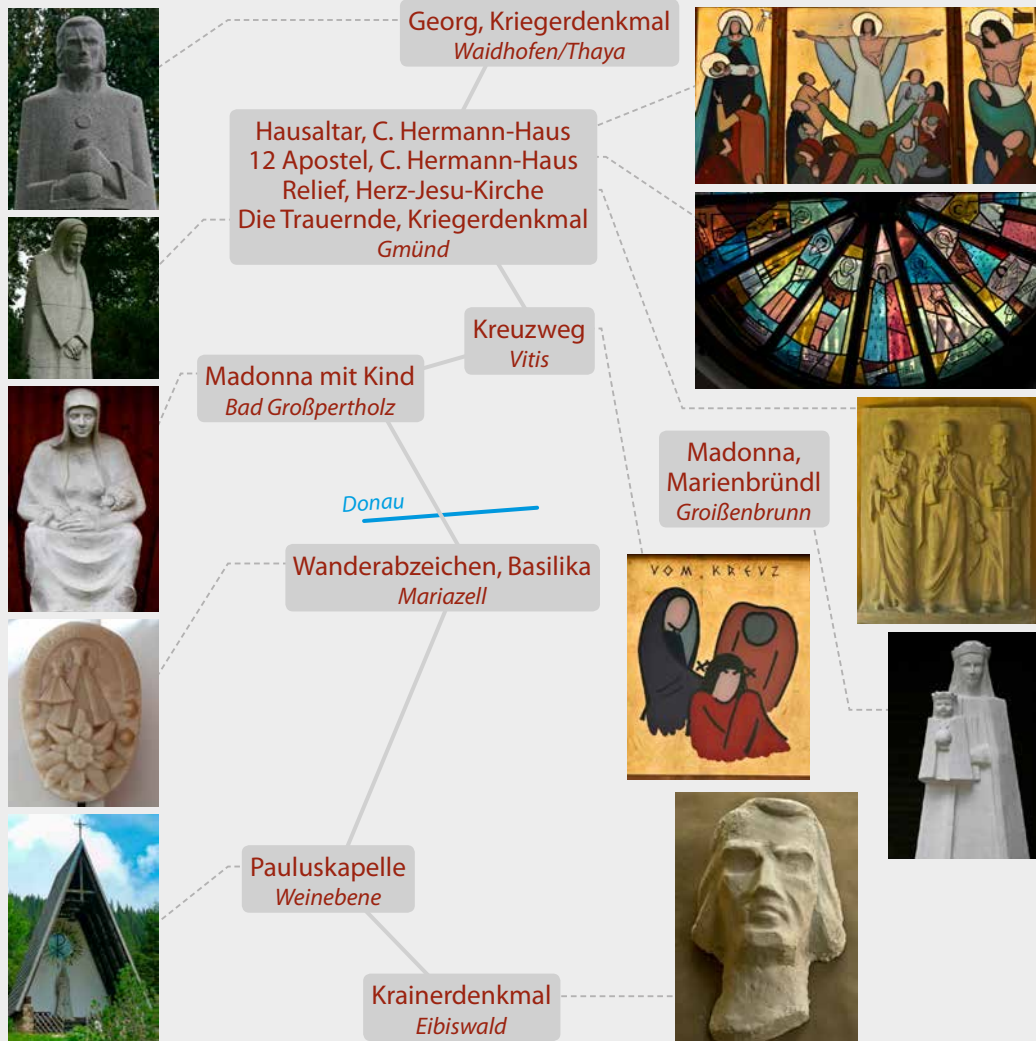 Georg, Kriegerdenkmal
Waidhofen/Thaya
Hausaltar, C. Hermann-Haus
12 Apostel, C. Hermann-Haus
Relief, Herz-Jesu-Kirche
Die Trauernde, Kriegerdenkmal
Gmünd
Kreuzweg
Vitis
Madonna mit Kind
Bad Großpertholz
Madonna,
Marienbründl
Groißenbrunn
Donau
Wanderabzeichen, Basilika
Mariazell
VOM KREUZ
Pauluskapelle
Weinebene
Krainerdenkmal
Eibiswald